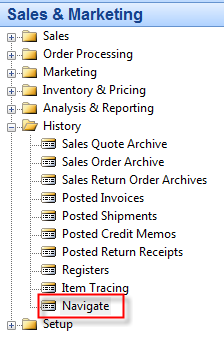 Sales & Marketing
Sales
Order Processing
Marketing
Inventory & Pricing
Analysis & Reporting
History
Sales Quote Archive
Sales Order Archive
Sales Return Order Archives
Posted Invoices
Posted Shipments
Posted Credit Memos
Posted Return Receipts
Registers
Item Tracing
Navigate
Setup